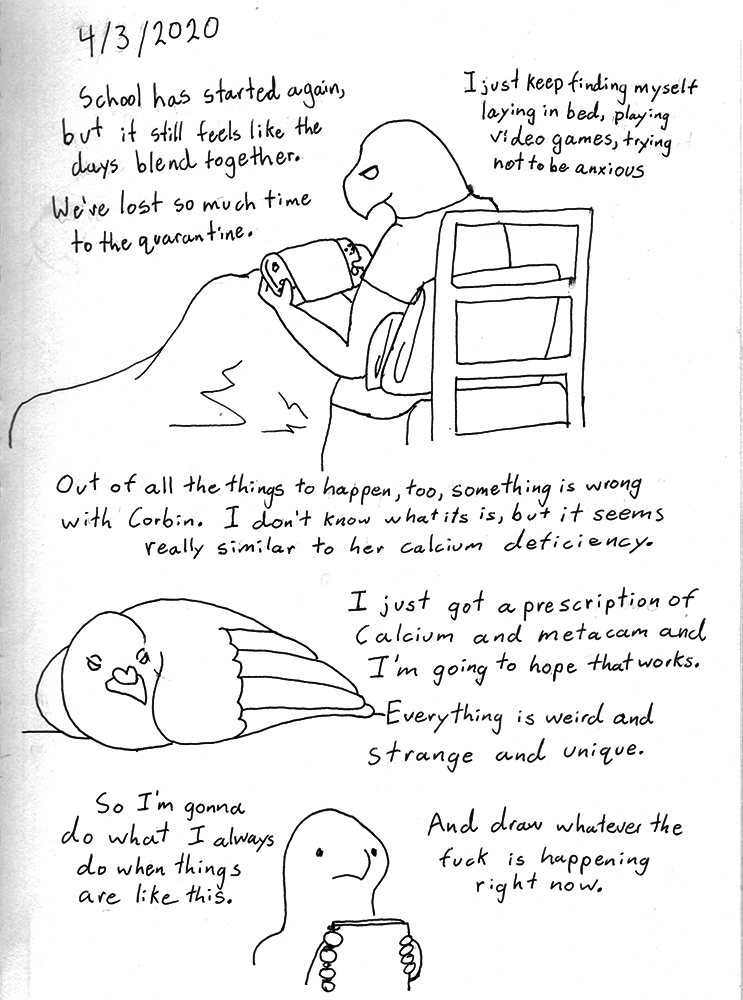 4/3/2020
School has started again,
but it still feels like the
days blend together.
We've lost so much time
to the quarantine.
I just keep finding myself
laying in bed, playing
video games, trying
not to be anxious
Out of all the things to happen, too, something is wrong
with Corbin. I don't know what its is, but it seems
really similar to her calcium deficiency.
I just got a prescription of
Calcium and metacam and
I'm going to hope that works.
Everything is weird and
strange and unique.
So I'm gonna
do what I always
do when things
are like this.
And draw whatever the
fuck is happening
right now.